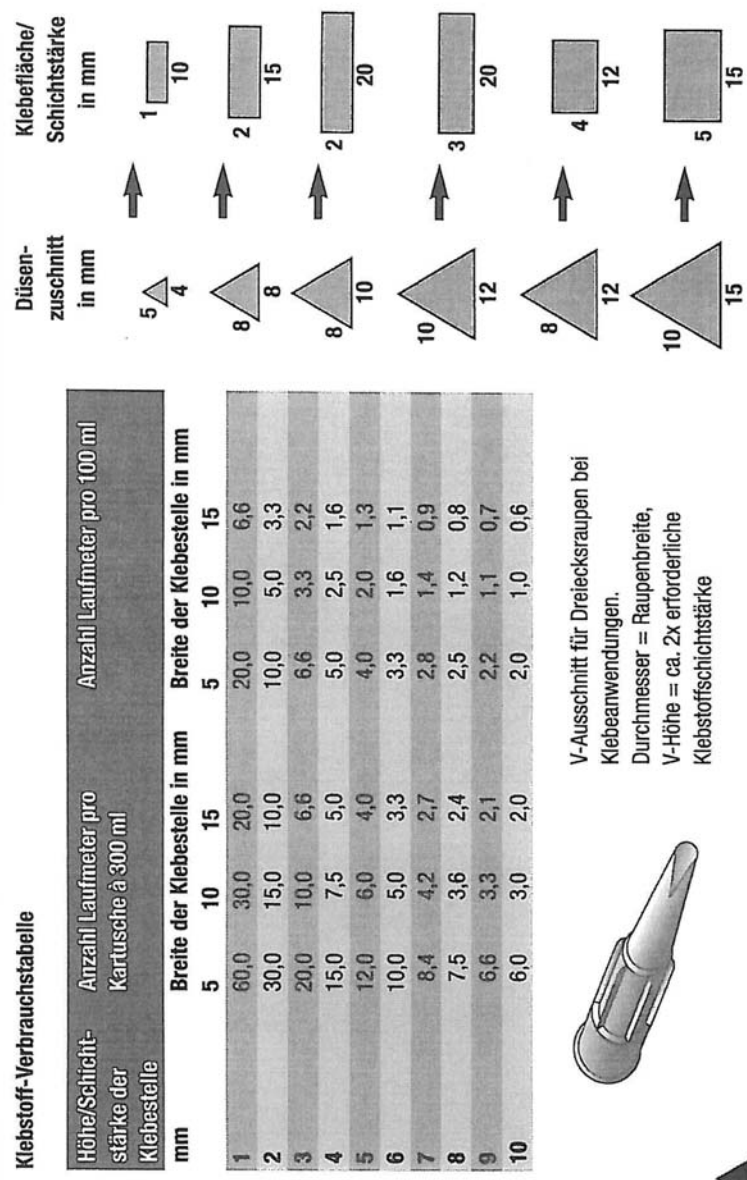 Klebstoff-Verbrauchstabelle
Höhe/Schicht-
stärke der
Klebestelle
Anzahl Laufmeter pro
Kartusche à 300 ml
Anzahl Laufmeter pro 100 ml
mm Breite der Klebestelle in mm Breite der Klebestelle in mm
5 10 15 5 10 15
1 60,0 30,0 20,0 20,0 10,0 6,6
2 30,0 15,0 10,0 10,0 5,0 3,3
3 20,0 10,0 6,6 6,6 3,3 2,2
4 15,0 7,5 5,0 5,0 2,5 1,6
5 12,0 6,0 4,0 4,0 2,0 1,3
6 10,0 5,0 3,3 3,3 1,6 1,1
7 8,4 4,2 2,7 2,8 1,4 0,9
8 7,5 3,6 2,4 2,5 1,2 0,8
9 6,6 3,3 2,1 2,2 1,1 0,7
10 6,0 3,0 2,0 2,0 1,0 0,6
V-Ausschnitt für Dreiecksraupen bei
Klebeanwendungen.
Durchmesser = Raupenbreite,
V-Höhe = ca. 2x erforderliche
Klebstoffschichtstärke
Düsen-
zuschnitt
in mm
Klebefläche/
Schichtstärke
in mm
5 4 1 10
8 8 2 15
8 10 2 20
10 12 3 20
8 12 4 12
10 15 5 15